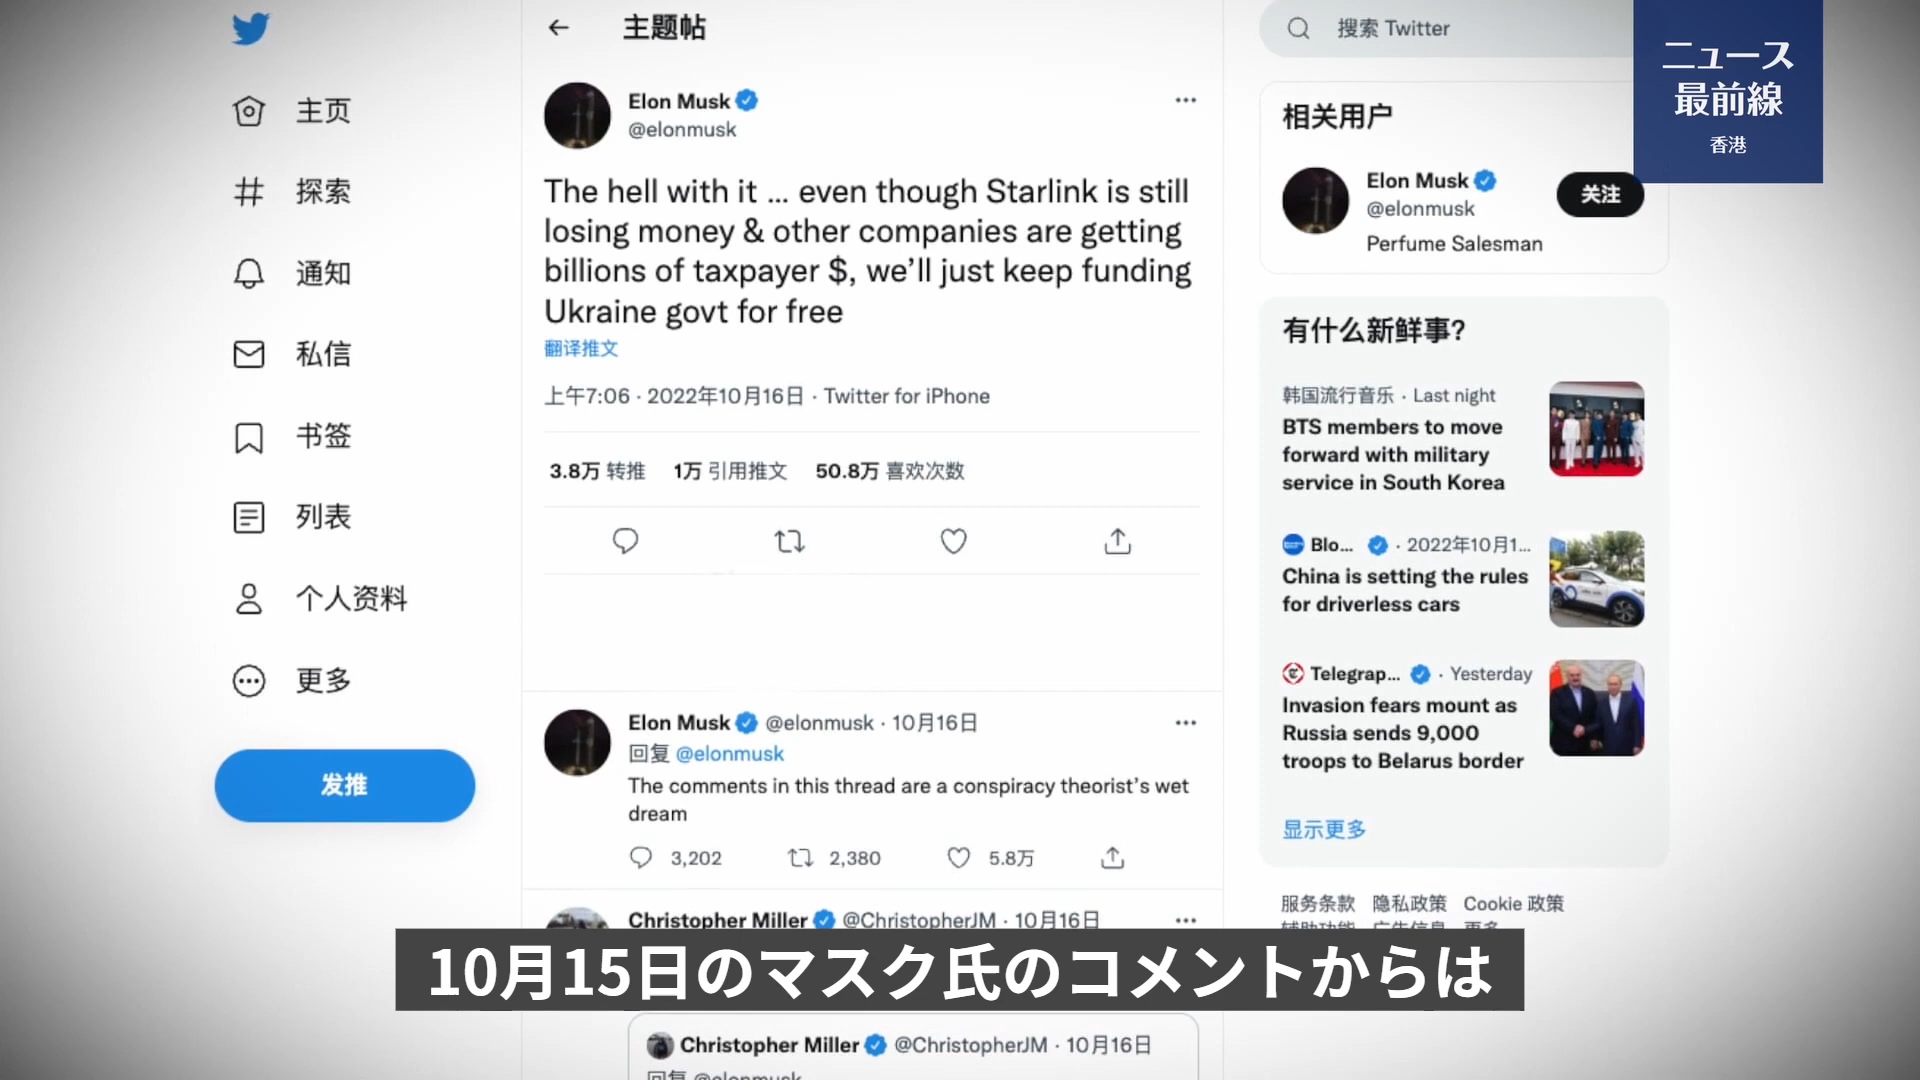 主页
探索
通知
私信
书签
列表
个人资料
更多
发推
主题帖
Elon Musk
@elonmusk
The hell with it … even though Starlink is still
losing money & other companies are getting
billions of taxpayer $, we’ll just keep funding
Ukraine govt for free
翻译推文
上午7:06 · 2022年10月16日 · Twitter for iPhone
3.8万 转推 1万 引用推文 50.8万 喜欢次数
Elon Musk @elonmusk · 10月16日
回复 @elonmusk
The comments in this thread are a conspiracy theorist’s wet
dream
3,202 2,380 5.8万
Christopher Miller @ChristopherJM · 10月16日
Christopher Miller @ChristopherJM · 10月16日
回复 @elonmusk
搜索 Twitter
相关用户
Elon Musk
@elonmusk
关注
Perfume Salesman
有什么新鲜事?
韩国流行音乐 · Last night
BTS members to move
forward with military
service in South Korea
Blo... · 2022年10月1...
China is setting the rules
for driverless cars
Telegrap... · Yesterday
Invasion fears mount as
Russia sends 9,000
troops to Belarus border
显示更多
服务条款 隐私政策 Cookie 政策
辅助功能 广告信息 更多
ニュース
最前線
香港
10月15日のマスク氏のコメントからは